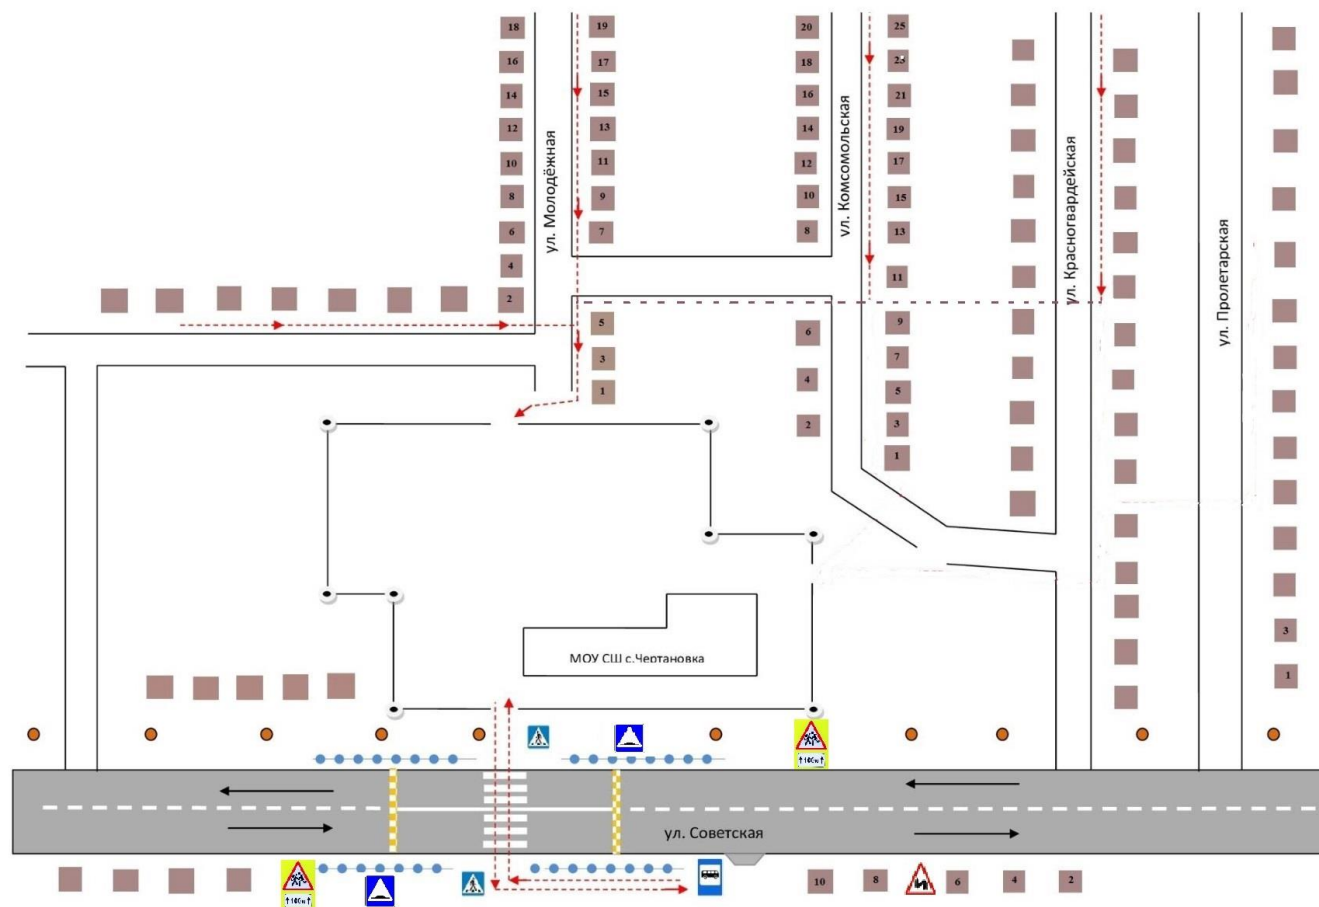 18 19 20 25
16 17 18 23
14 15 16 21
12 13 14 19
10 11 12 17
8 9 10 15
6 7 8 13
4 11
2
5 6 9
3 4 7
1 5
2 3
1
ул. Молодёжная
ул. Комсомольская
ул. Красногвардейская
ул. Пролетарская
3
1
МОУ СШ с.Чертановка
↑100м↑
ул. Советская
↑100м↑
10 8 6 4 2